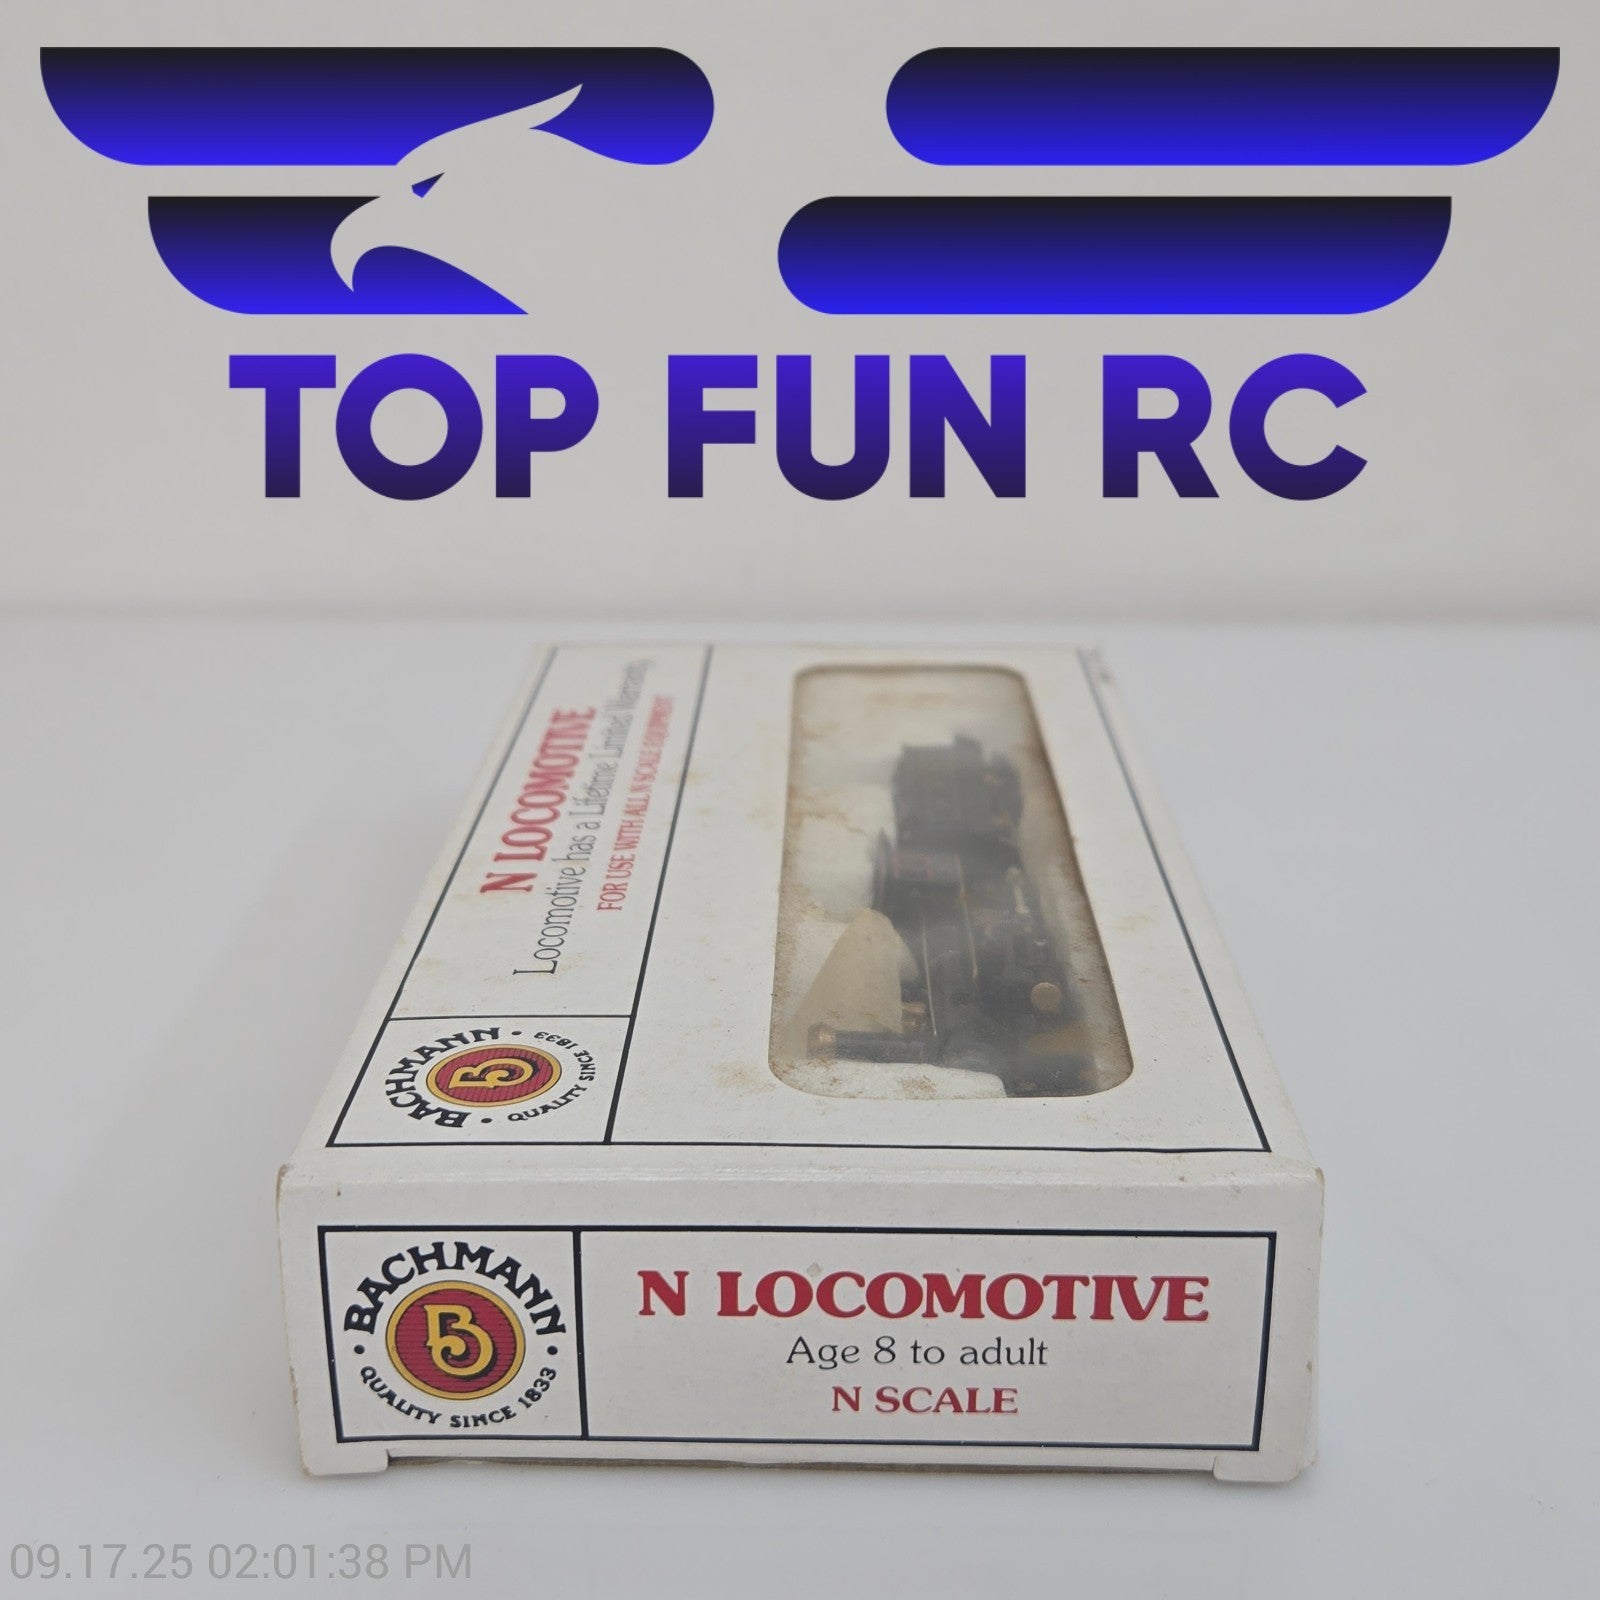 TOP FUN RC
N LOCOMOTIVE
Locomotive has a Lifetime Limited Warranty.
FOR USE WITH ALL N SCALE EQUIPMENT
BACHMANN
QUALITY SINCE 1833
B
BACHMANN
QUALITY SINCE 1833
B
N LOCOMOTIVE
Age 8 to adult
N SCALE
09.17.25 02:01:38 PM